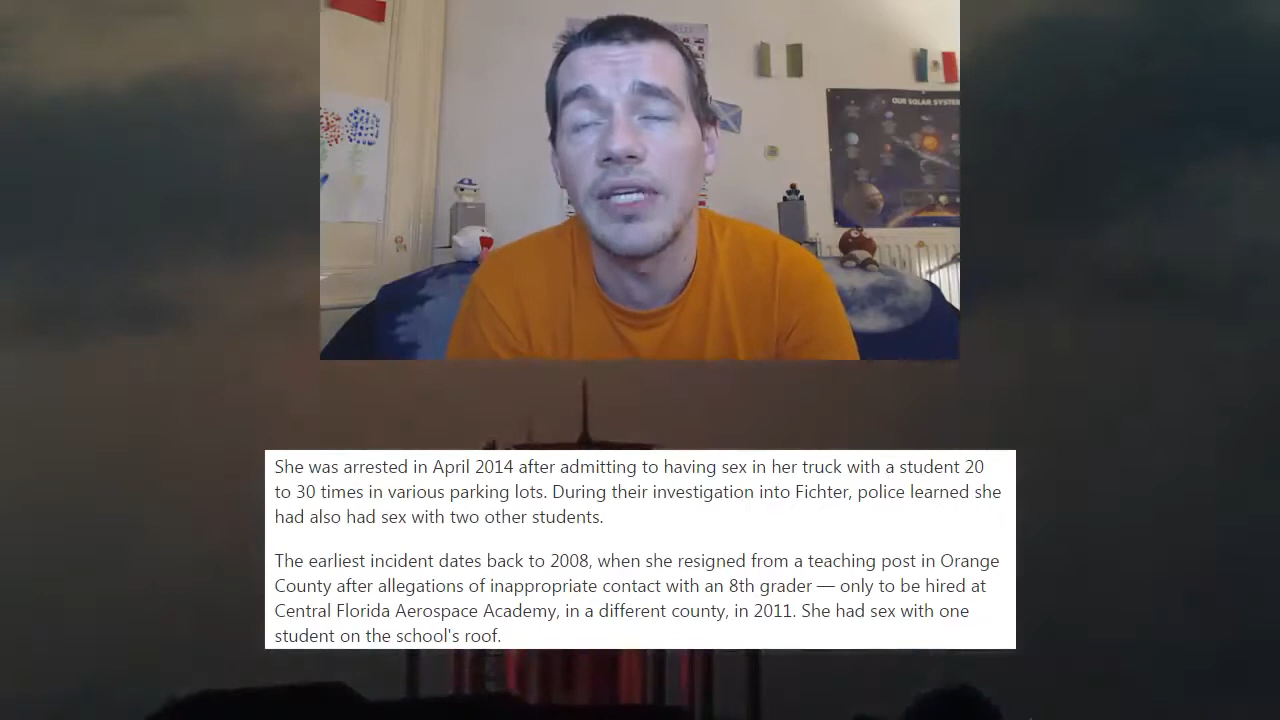 OUR SOLAR SYSTEM
She was arrested in April 2014 after admitting to having sex in her truck with a student 20
to 30 times in various parking lots. During their investigation into Fichter, police learned she
had also had sex with two other students.
The earliest incident dates back to 2008, when she resigned from a teaching post in Orange
County after allegations of inappropriate contact with an 8th grader — only to be hired at
Central Florida Aerospace Academy, in a different county, in 2011. She had sex with one
student on the school's roof.